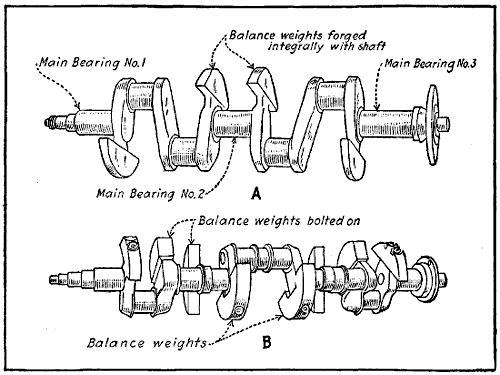 Balance weights forged
integrally with shaft
Main Bearing No.1
Main Bearing No.3
Main Bearing No.2
A
Balance weights bolted on
Balance weights
B